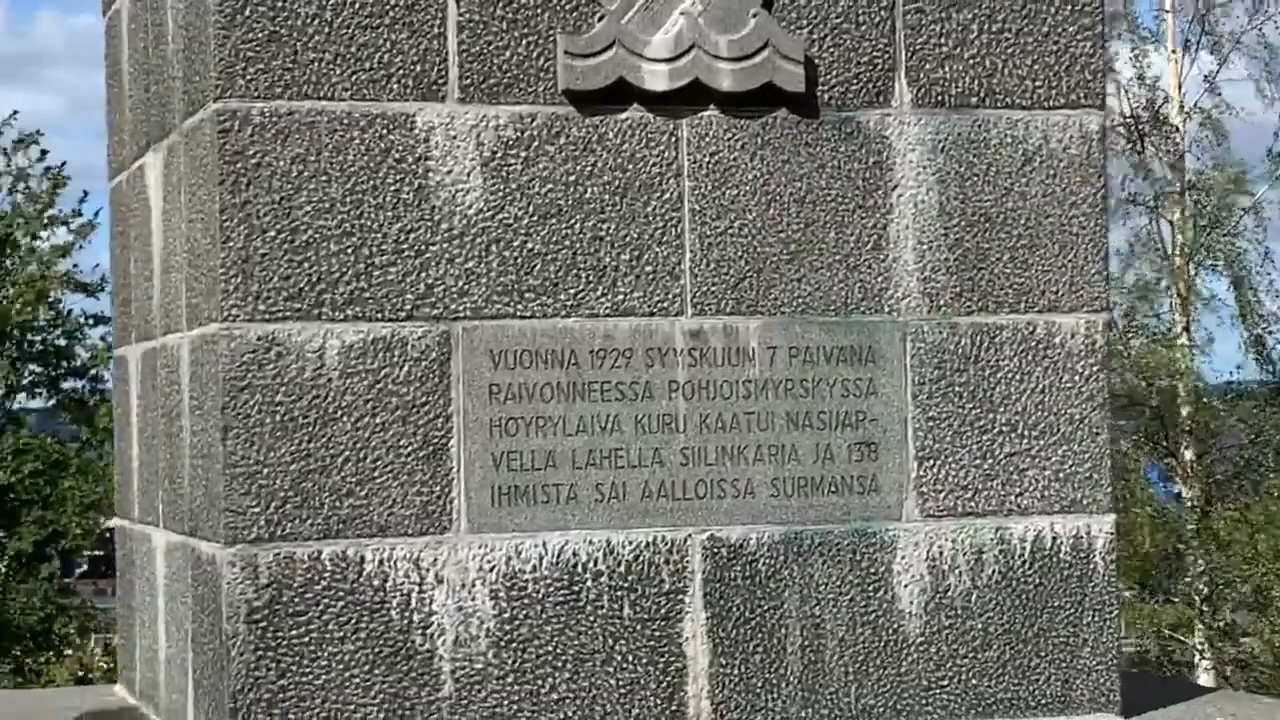 VUONNA 1929 SYYSKUUN 7 PÄIVÄNÄ
RAIVONNEESSA POHJOISMYRSKYSSÄ
HÖYRYLAIVA KURU KAATUI NÄSIJÄR-
VELLÄ LÄHELLÄ SIILINKARIA JA 138
IHMISTÄ SAI AALLOISSA SURMANSA